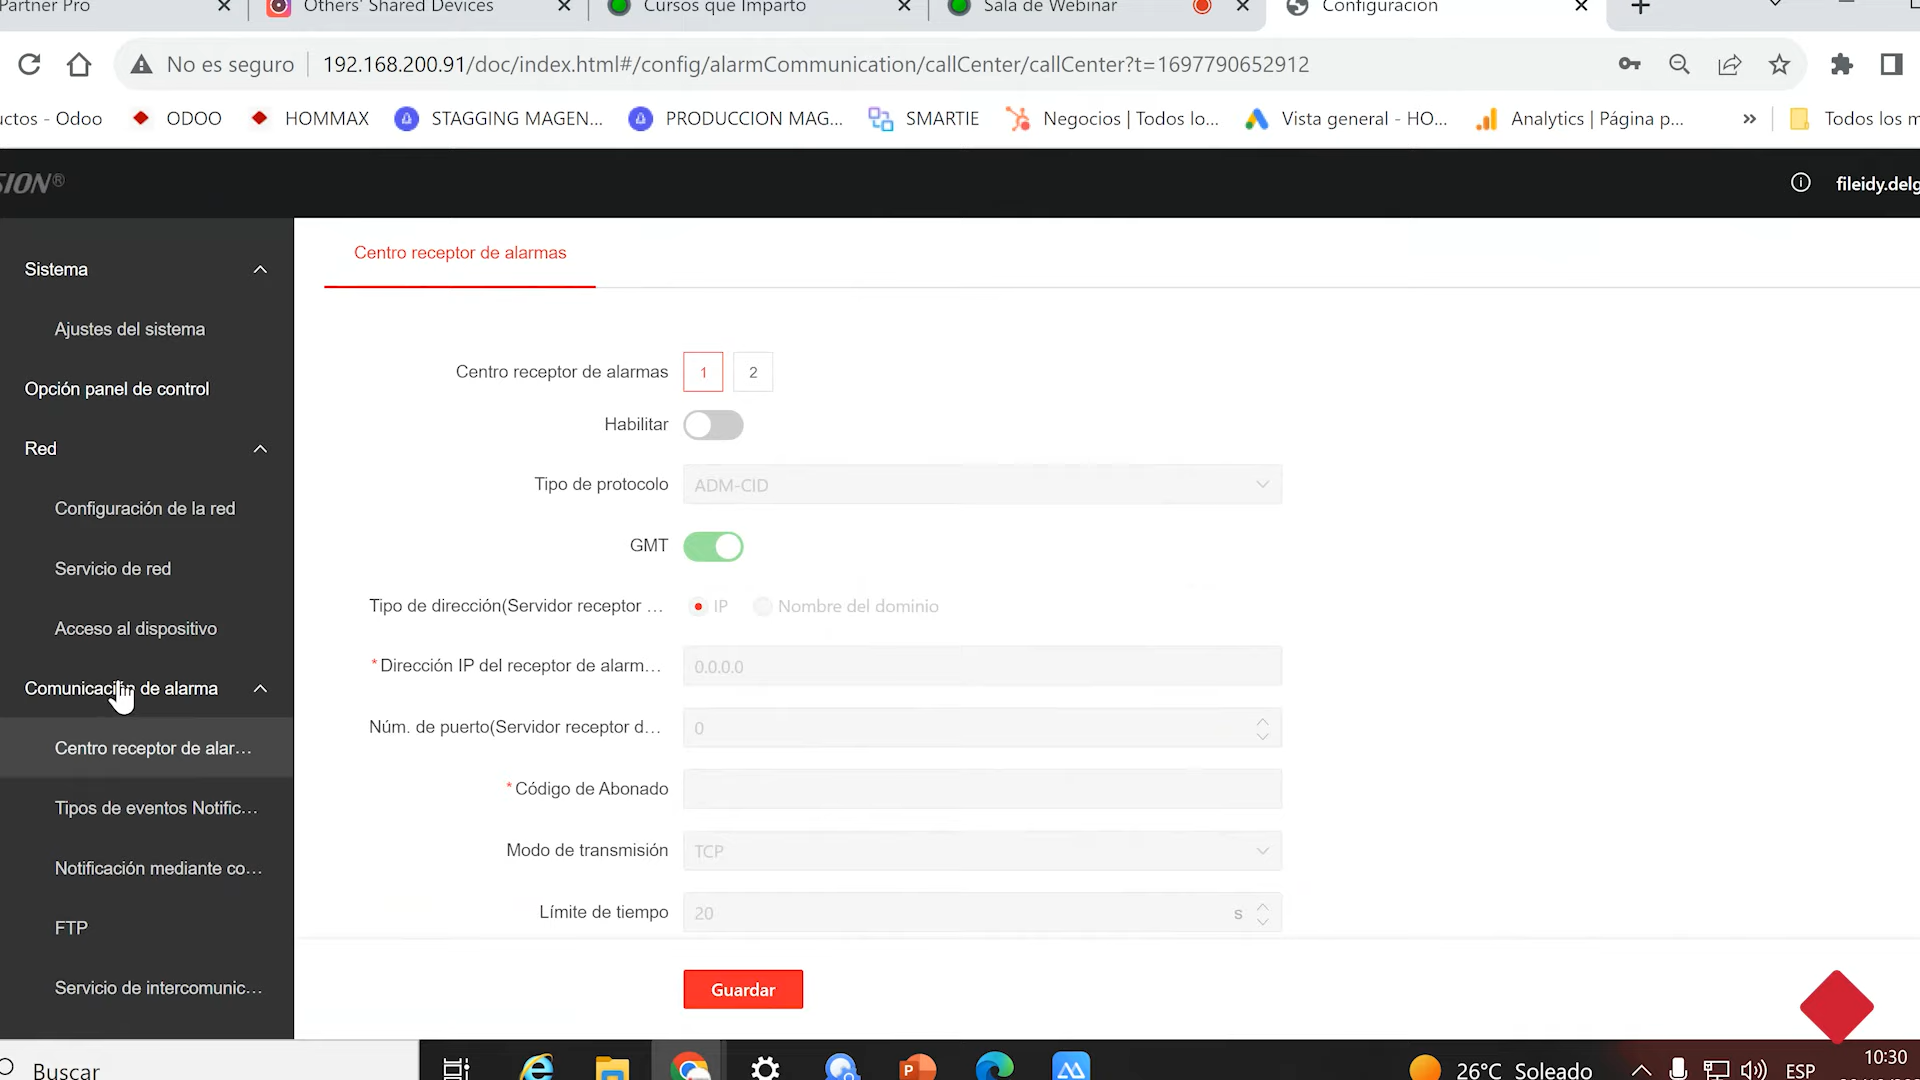 Partner Pro
Others' Shared Devices
Cursos que Imparto
Sala de Webinar
Configuración
No es seguro
192.168.200.91/doc/index.html#/config/alarmCommunication/callCenter/callCenter?t=1697790652912
uctos - Odoo
ODOO
HOMMAX
STAGGING MAGEN...
PRODUCCION MAG...
SMARTIE
Negocios | Todos lo...
Vista general - HO...
Analytics | Página p...
»
Todos los m
SION®
fileidy.delg
Sistema
Ajustes del sistema
Opción panel de control
Red
Configuración de la red
Servicio de red
Acceso al dispositivo
Comunicación de alarma
Centro receptor de alar...
Tipos de eventos Notific...
Notificación mediante co...
FTP
Servicio de intercomunic...
Centro receptor de alarmas
Centro receptor de alarmas 1 2
Habilitar
Tipo de protocolo ADM-CID
GMT
Tipo de dirección(Servidor receptor ... IP Nombre del dominio
*Dirección IP del receptor de alarm... 0.0.0.0
Núm. de puerto(Servidor receptor d... 0
*Código de Abonado
Modo de transmisión TCP
Límite de tiempo 20 s
Guardar
Buscar
26°C Soleado
ESP
10:30